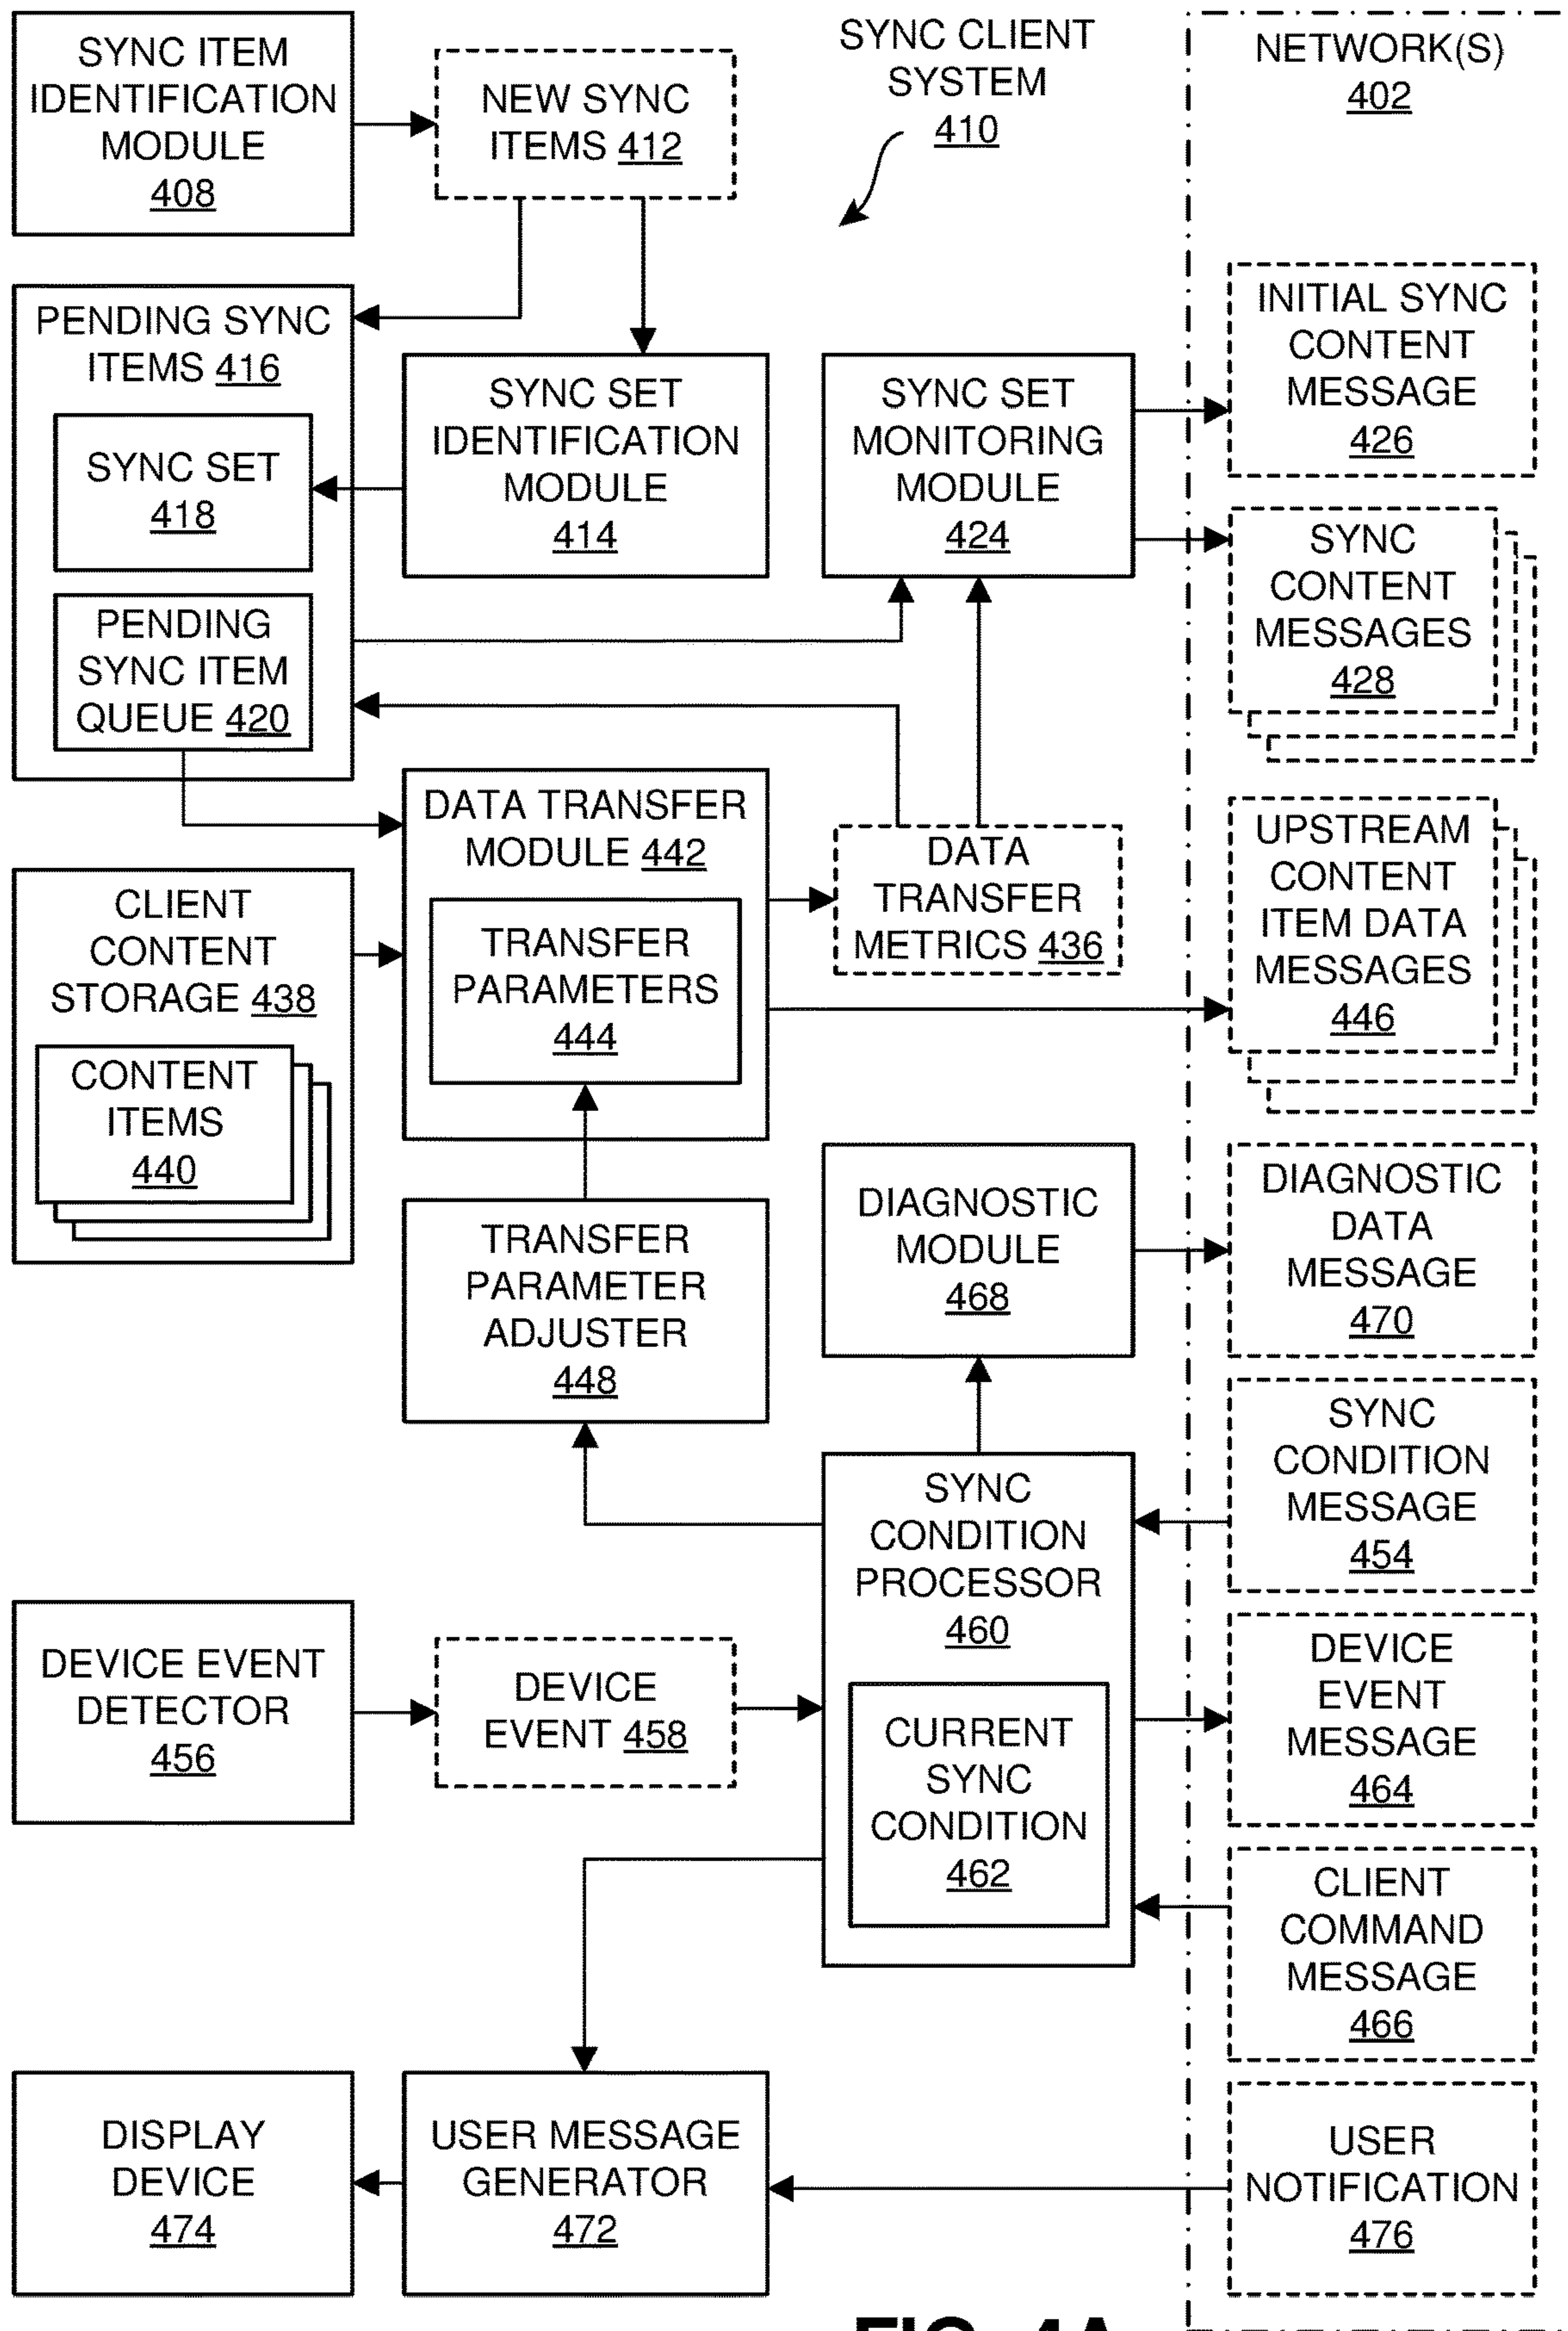 SYNC ITEM
IDENTIFICATION
MODULE
408
NEW SYNC
ITEMS 412
SYNC CLIENT
SYSTEM
410
NETWORK(S)
402
PENDING SYNC
ITEMS 416
SYNC SET
418
PENDING
SYNC ITEM
QUEUE 420
SYNC SET
IDENTIFICATION
MODULE
414
SYNC SET
MONITORING
MODULE
424
INITIAL SYNC
CONTENT
MESSAGE
426
SYNC
CONTENT
MESSAGES
428
CLIENT
CONTENT
STORAGE 438
CONTENT
ITEMS
440
DATA TRANSFER
MODULE 442
TRANSFER
PARAMETERS
444
DATA
TRANSFER
METRICS 436
UPSTREAM
CONTENT
ITEM DATA
MESSAGES
446
TRANSFER
PARAMETER
ADJUSTER
448
DIAGNOSTIC
MODULE
468
DIAGNOSTIC
DATA
MESSAGE
470
SYNC
CONDITION
PROCESSOR
460
CURRENT
SYNC
CONDITION
462
SYNC
CONDITION
MESSAGE
454
DEVICE EVENT
DETECTOR
456
DEVICE
EVENT 458
DEVICE
EVENT
MESSAGE
464
CLIENT
COMMAND
MESSAGE
466
DISPLAY
DEVICE
474
USER MESSAGE
GENERATOR
472
USER
NOTIFICATION
476
FIG. 4A